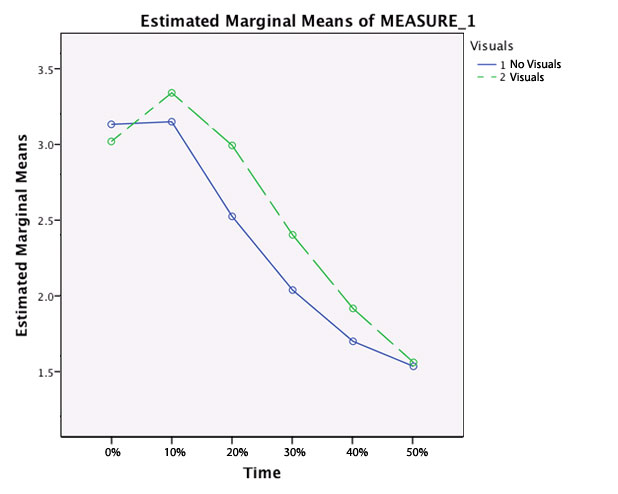 Estimated Marginal Means of MEASURE_1
Visuals
1 No Visuals
2 Visuals
Estimated Marginal Means
3.5
3.0
2.5
2.0
1.5
0% 10% 20% 30% 40% 50%
Time